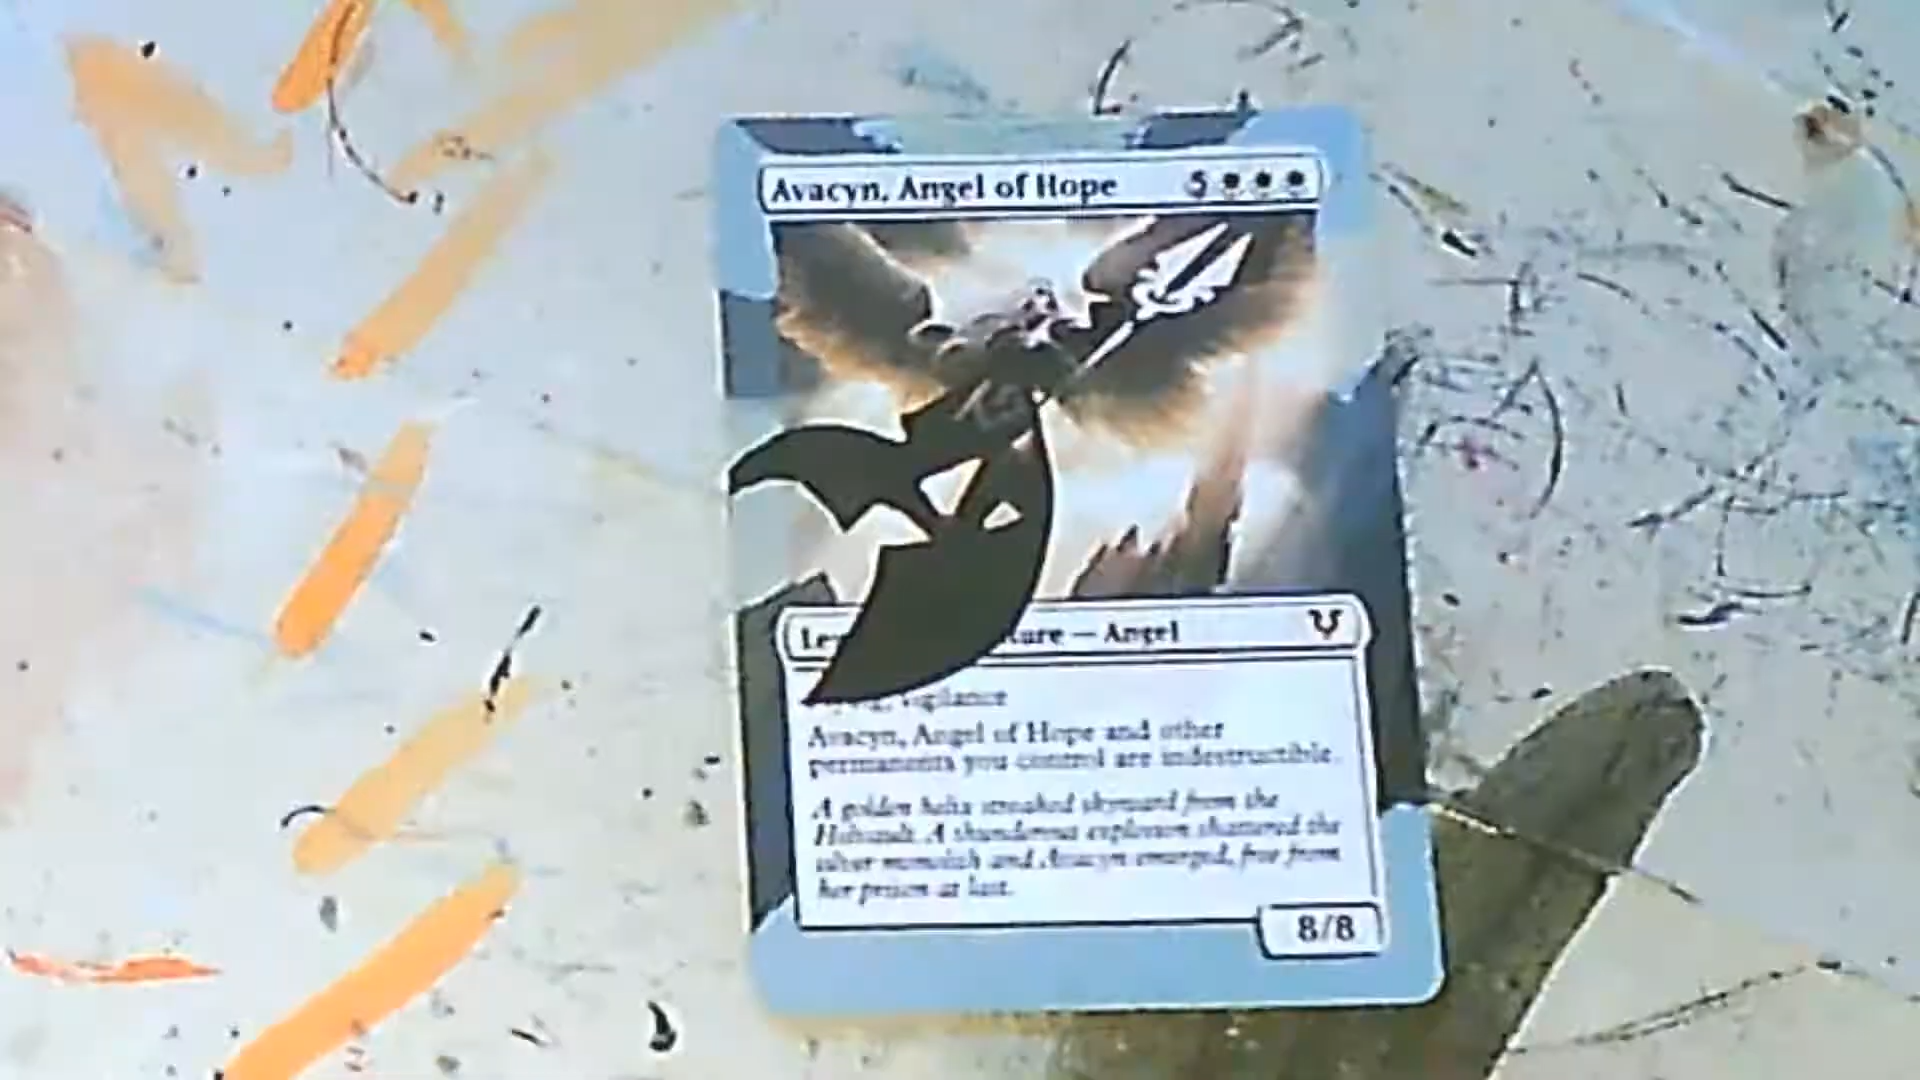 Avacyn, Angel of Hope 5
ture — Angel
vigilance
Avacyn, Angel of Hope and other
permanents you control are indestructible.
A golden helix streaked skyward from the
Helvault. A thunderous explosion shattered the
silver monolith and Avacyn emerged, free from
her prison at last.
8/8